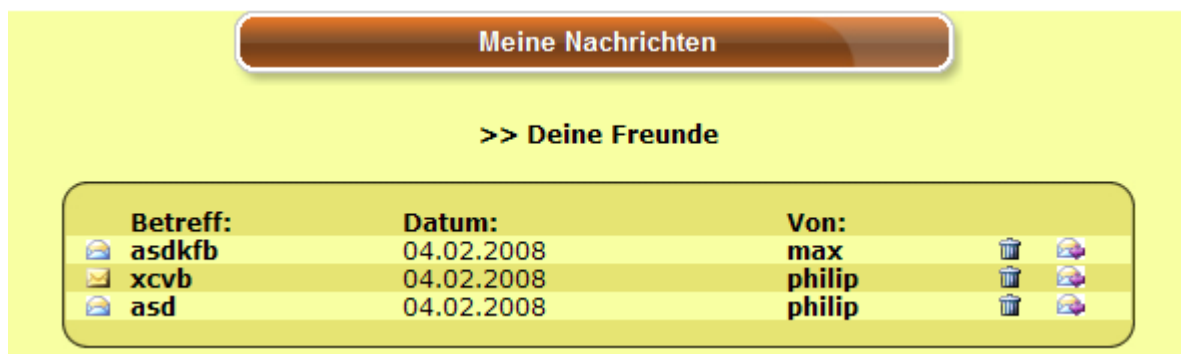 Meine Nachrichten
>> Deine Freunde
Betreff: Datum: Von:
asdkfb 04.02.2008 max
xcvb 04.02.2008 philip
asd 04.02.2008 philip